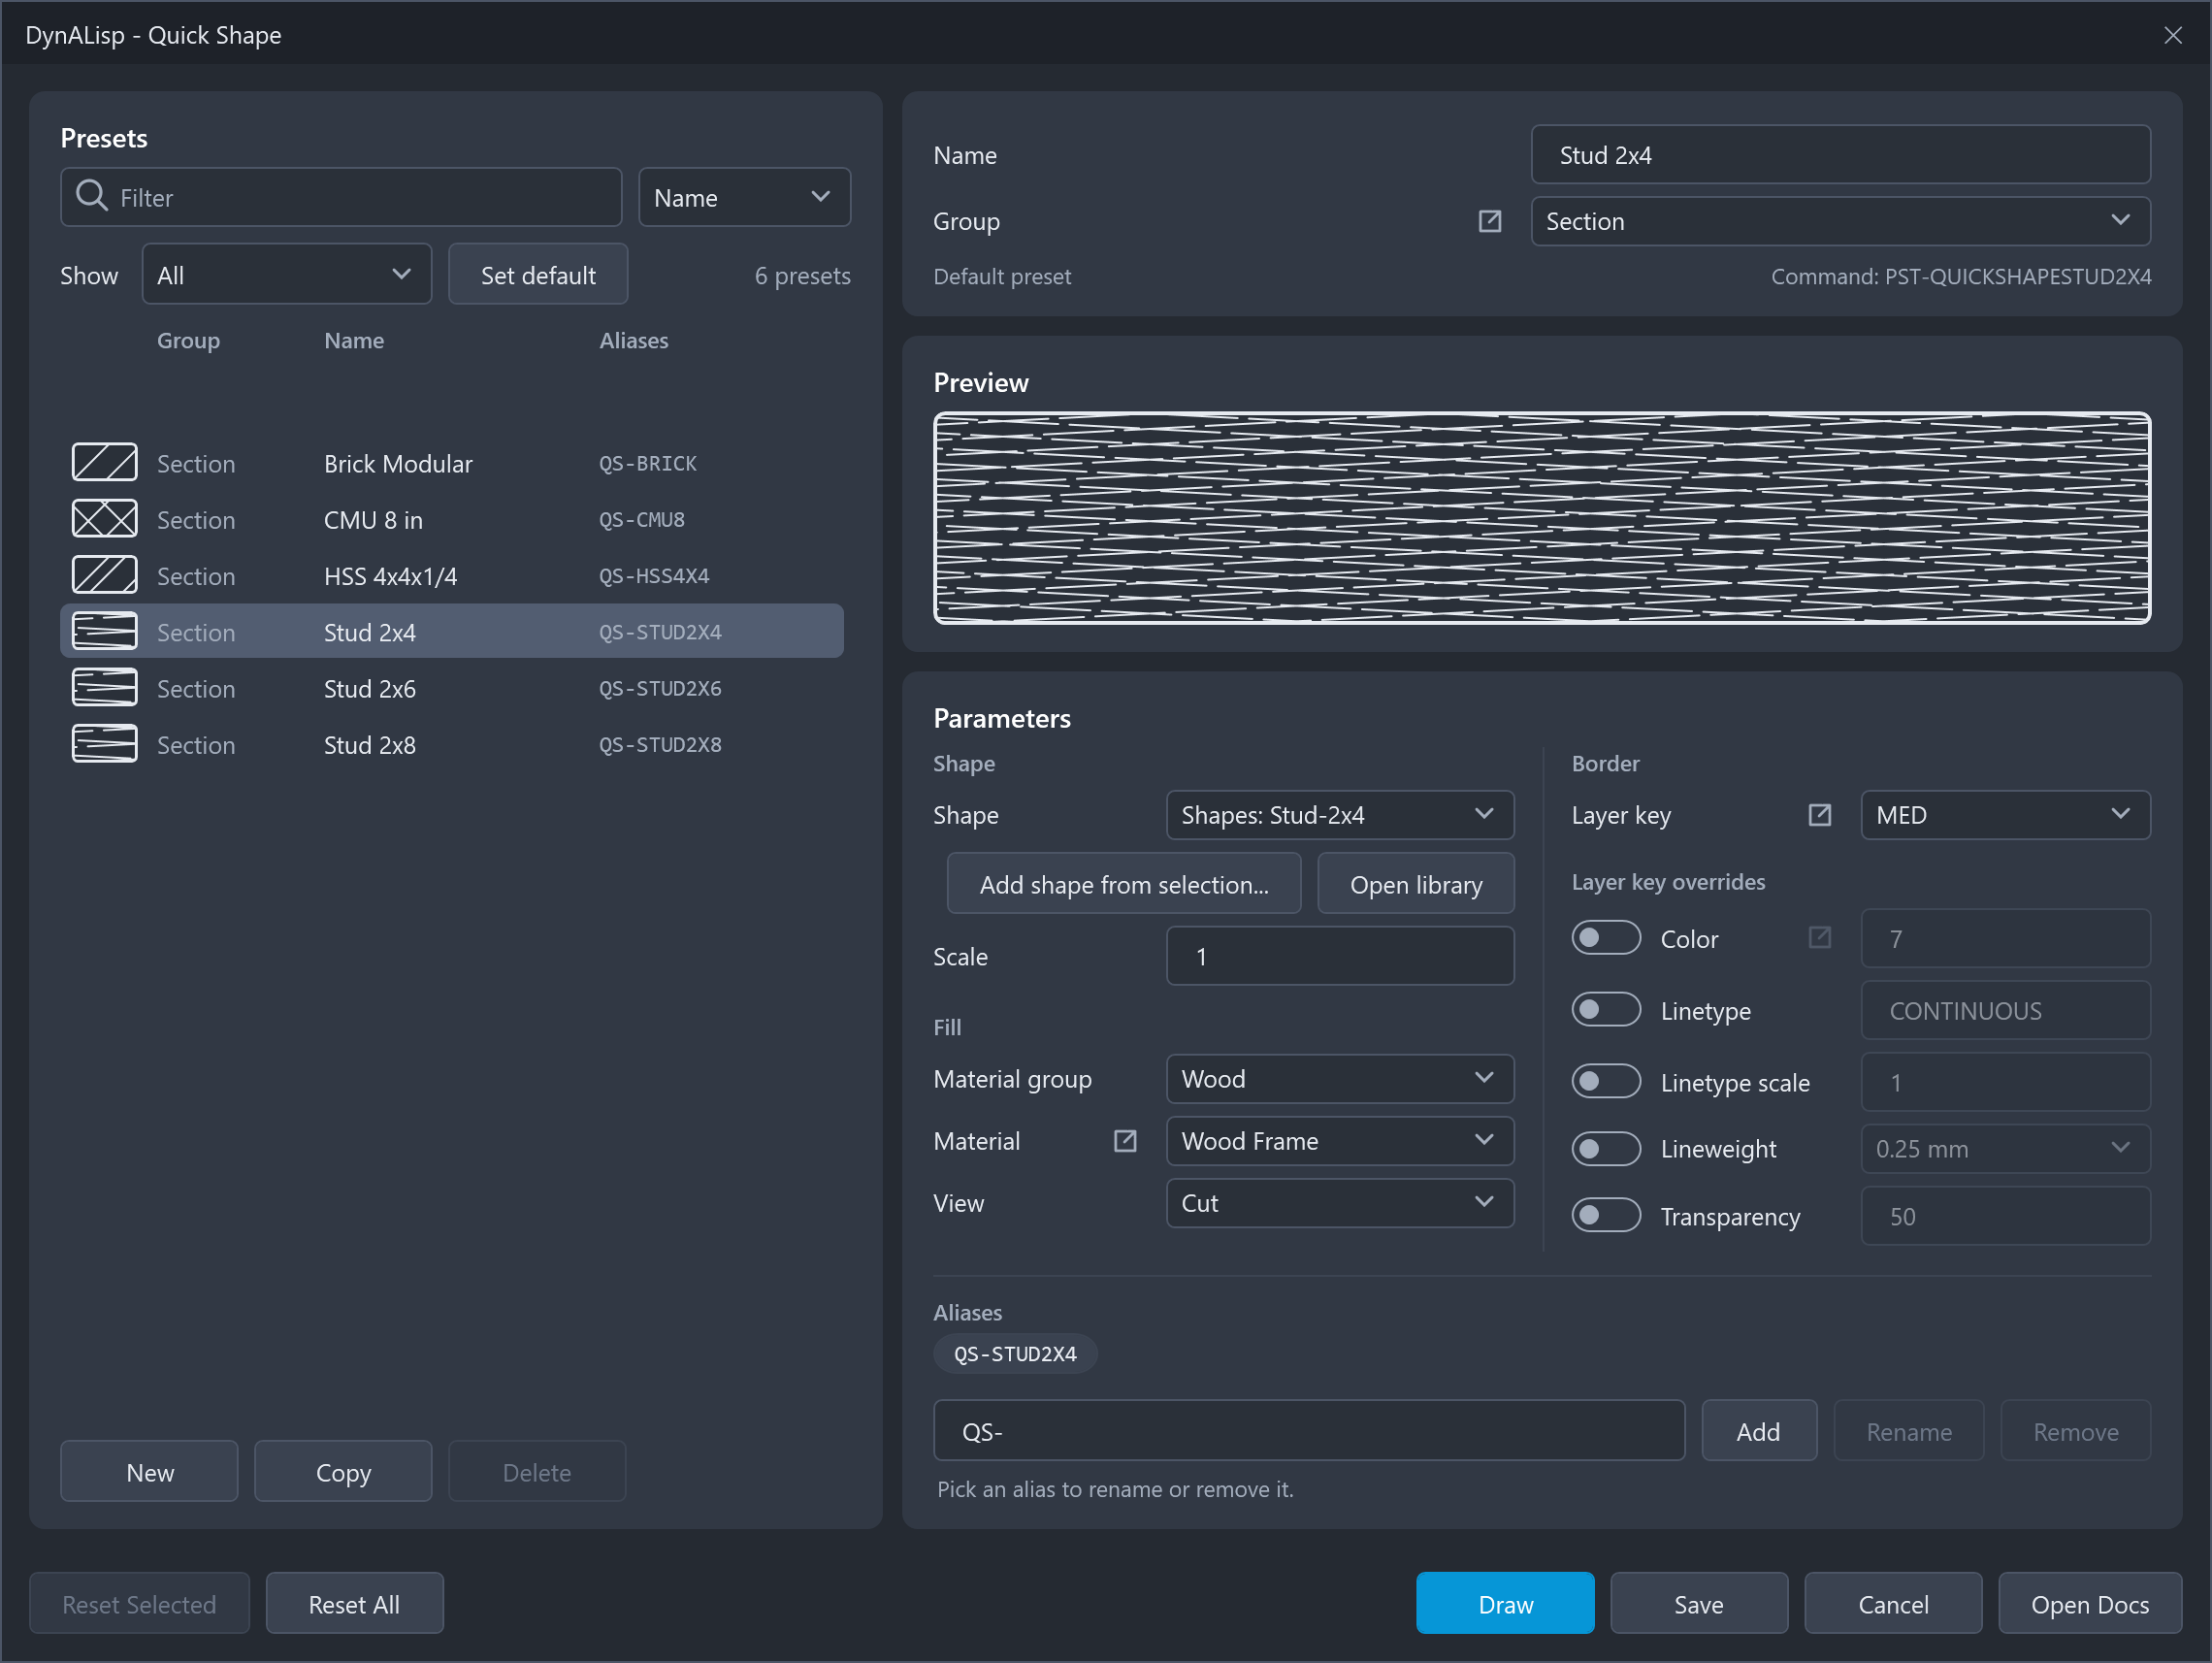 DynALisp - Quick Shape
Presets
Filter
Name
Show
All
Set default
6 presets
Group Name Aliases
Section Brick Modular QS-BRICK
Section CMU 8 in QS-CMU8
Section HSS 4x4x1/4 QS-HSS4X4
Section Stud 2x4 QS-STUD2X4
Section Stud 2x6 QS-STUD2X6
Section Stud 2x8 QS-STUD2X8
New Copy Delete
Name Stud 2x4
Group Section
Default preset Command: PST-QUICKSHAPESTUD2X4
Preview
Parameters
Shape
Shape Shapes: Stud-2x4
Add shape from selection... Open library
Scale 1
Fill
Material group Wood
Material Wood Frame
View Cut
Border
Layer key MED
Layer key overrides
Color 7
Linetype CONTINUOUS
Linetype scale 1
Lineweight 0.25 mm
Transparency 50
Aliases
QS-STUD2X4
QS- Add Rename Remove
Pick an alias to rename or remove it.
Reset Selected Reset All Draw Save Cancel Open Docs